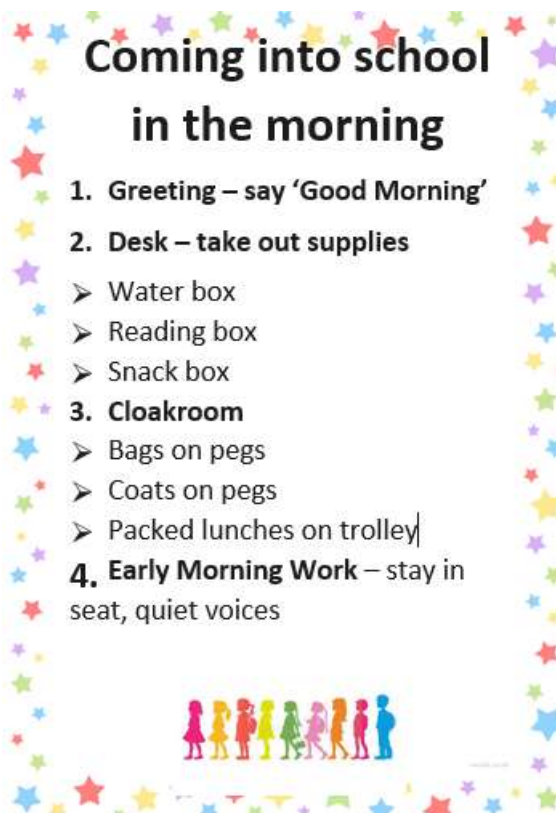 Coming into school
in the morning
1. Greeting – say ‘Good Morning’
2. Desk – take out supplies
➢ Water box
➢ Reading box
➢ Snack box
3. Cloakroom
➢ Bags on pegs
➢ Coats on pegs
➢ Packed lunches on trolley
4. Early Morning Work – stay in
seat, quiet voices